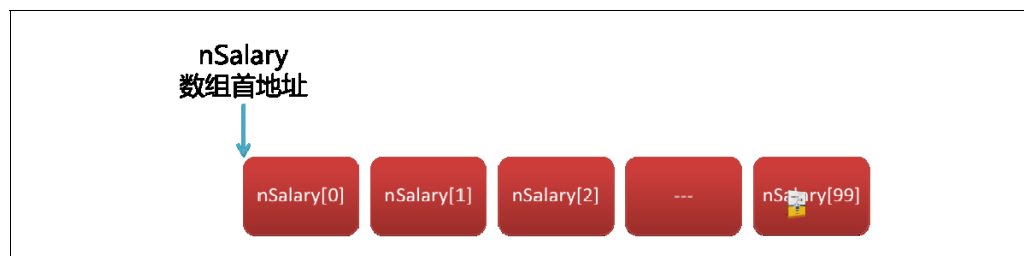 nSalary
数组首地址
nSalary[0] nSalary[1] nSalary[2] --- nSalary[99]